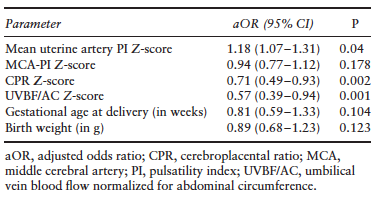 Parameter aOR (95% CI) P
Mean uterine artery PI Z-score 1.18 (1.07–1.31) 0.04
MCA-PI Z-score 0.94 (0.77–1.12) 0.178
CPR Z-score 0.71 (0.49–0.93) 0.002
UVBF/AC Z-score 0.57 (0.39–0.94) 0.001
Gestational age at delivery (in weeks) 0.81 (0.59–1.33) 0.104
Birth weight (in g) 0.89 (0.68–1.23) 0.123
aOR, adjusted odds ratio; CPR, cerebroplacental ratio; MCA,
middle cerebral artery; PI, pulsatility index; UVBF/AC, umbilical
vein blood flow normalized for abdominal circumference.